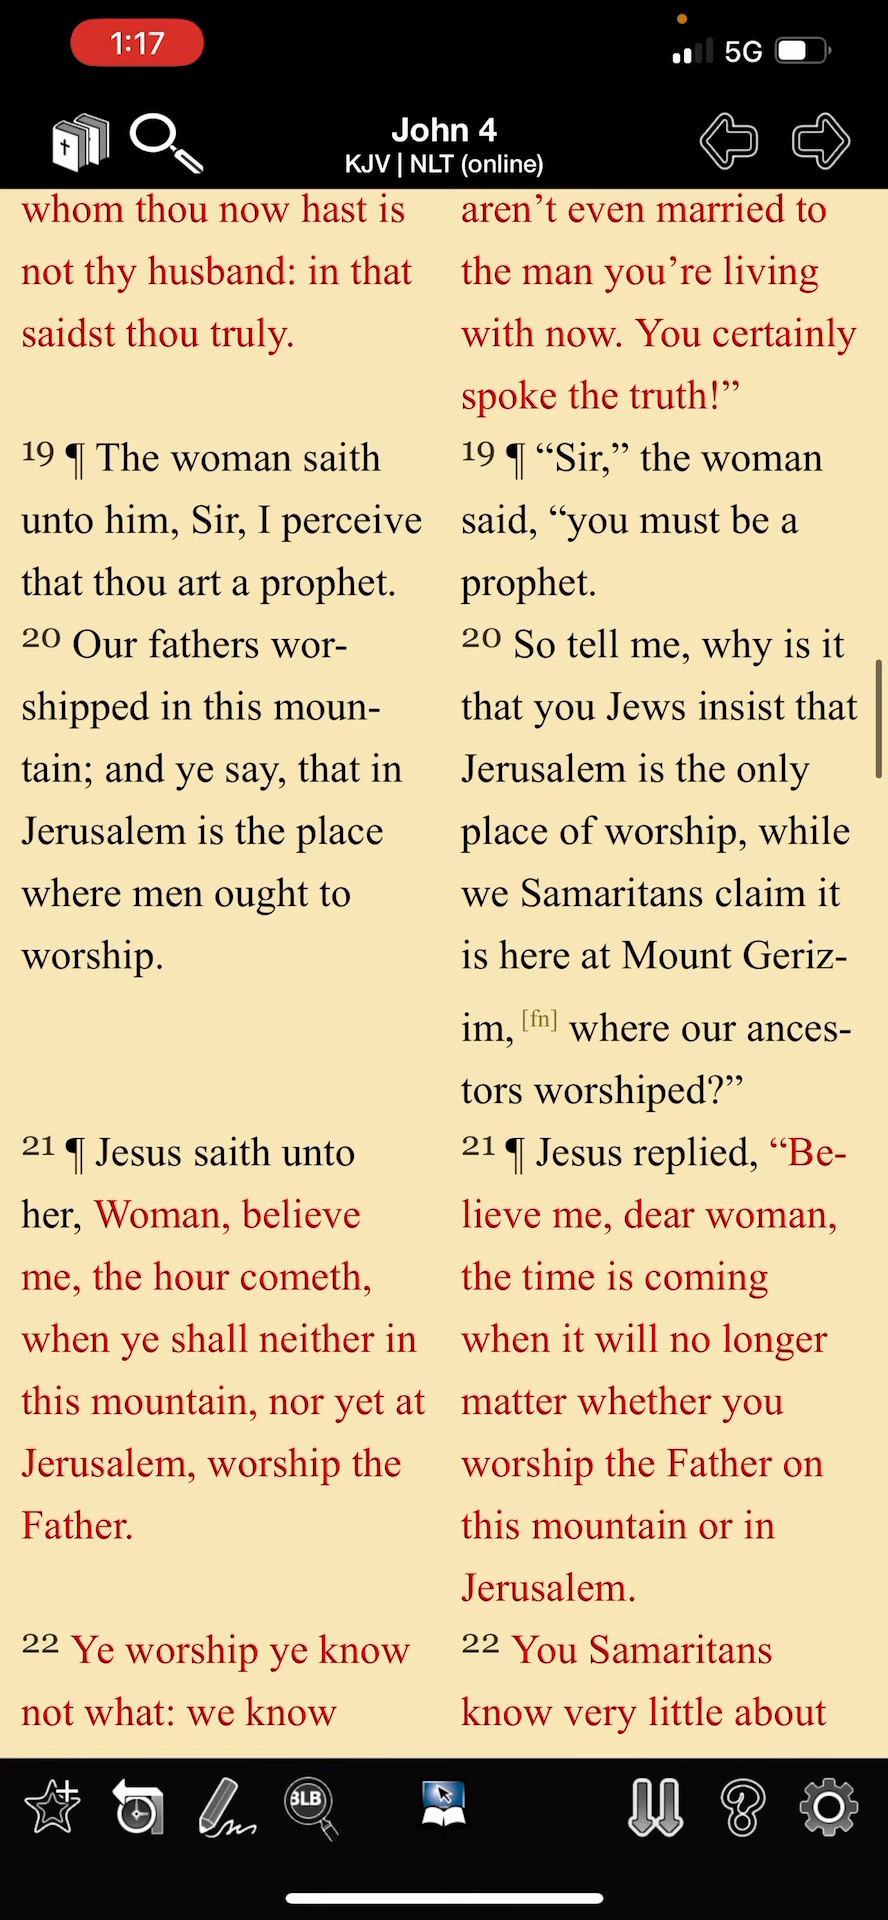 1:17
5G
John 4
KJV | NLT (online)
whom thou now hast is
not thy husband: in that
saidst thou truly.
19 ¶ The woman saith
unto him, Sir, I perceive
that thou art a prophet.
20 Our fathers wor-
shipped in this moun-
tain; and ye say, that in
Jerusalem is the place
where men ought to
worship.
21 ¶ Jesus saith unto
her, Woman, believe
me, the hour cometh,
when ye shall neither in
this mountain, nor yet at
Jerusalem, worship the
Father.
22 Ye worship ye know
not what: we know
aren’t even married to
the man you’re living
with now. You certainly
spoke the truth!”
19 ¶ “Sir,” the woman
said, “you must be a
prophet.
20 So tell me, why is it
that you Jews insist that
Jerusalem is the only
place of worship, while
we Samaritans claim it
is here at Mount Geriz-
im, [fn] where our ances-
tors worshiped?”
21 ¶ Jesus replied, “Be-
lieve me, dear woman,
the time is coming
when it will no longer
matter whether you
worship the Father on
this mountain or in
Jerusalem.
22 You Samaritans
know very little about
BLB